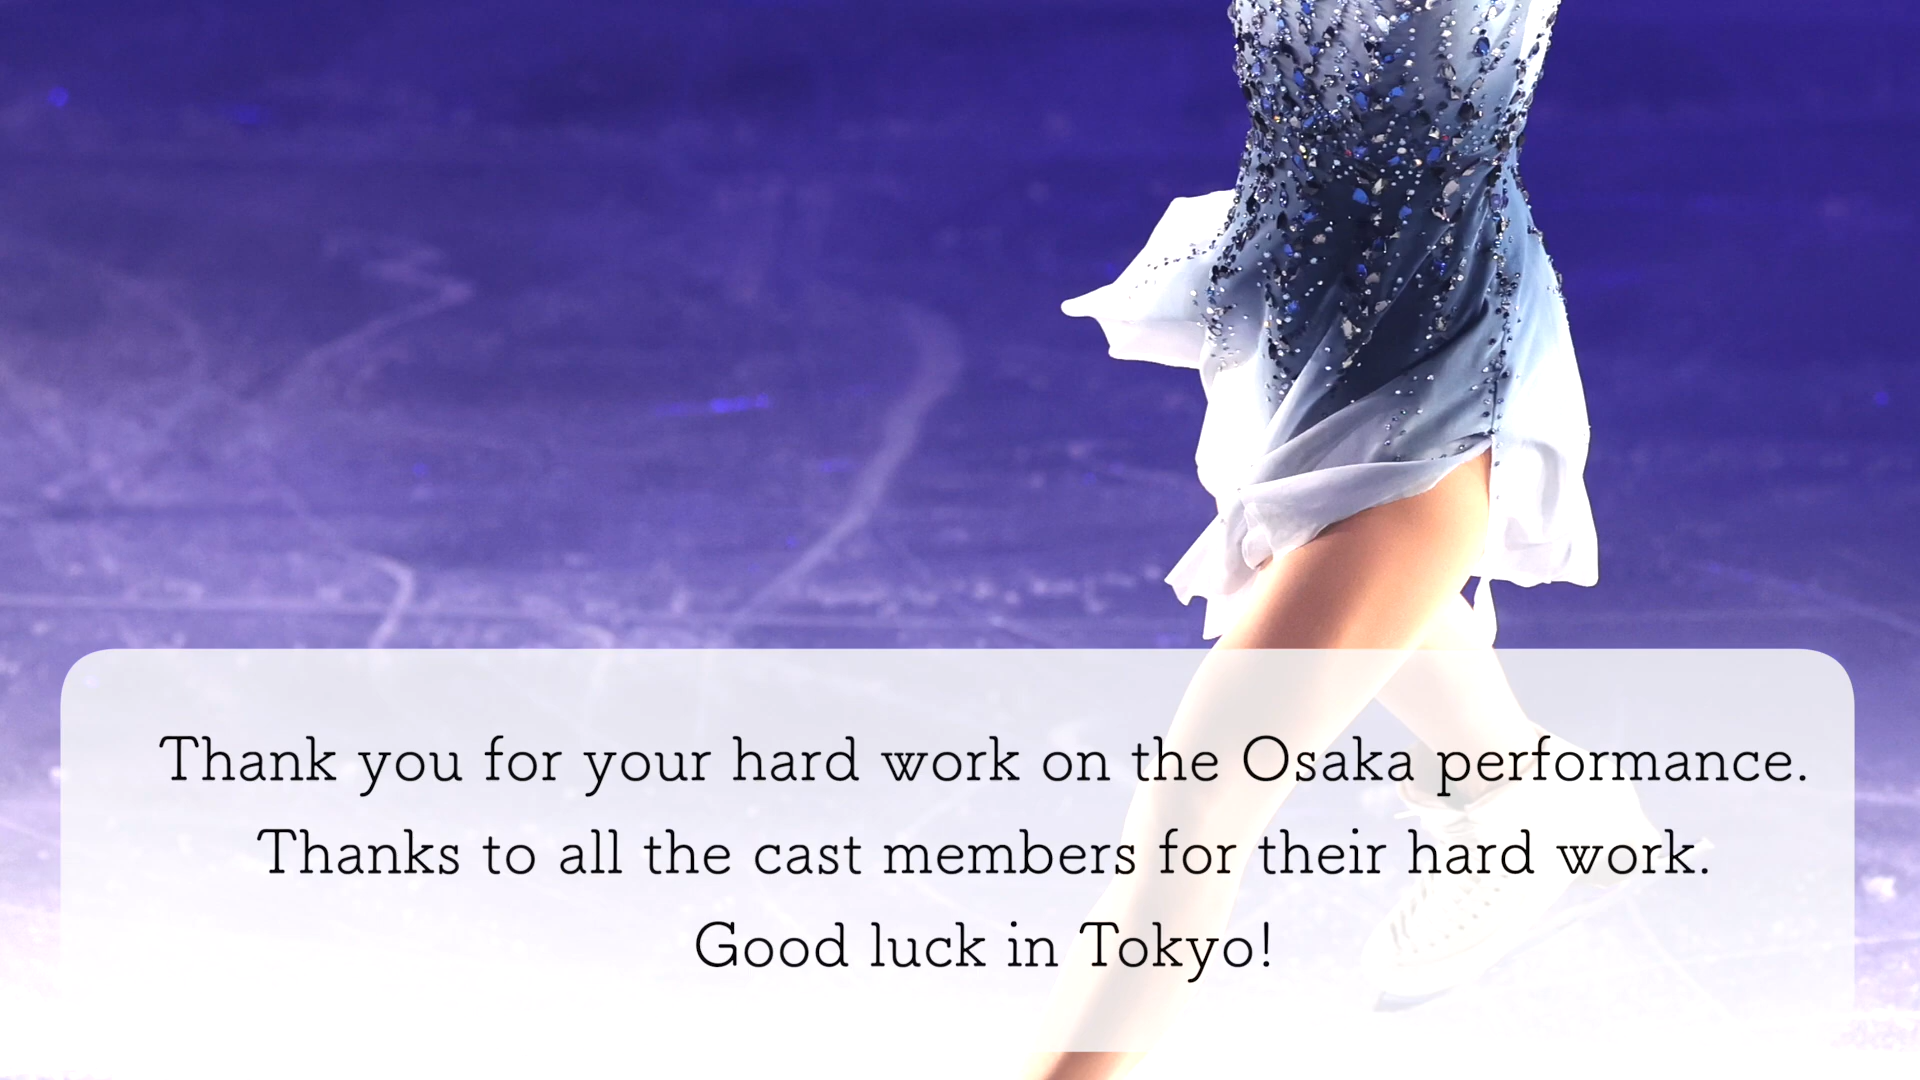 Thank you for your hard work on the Osaka performance.
Thanks to all the cast members for their hard work.
Good luck in Tokyo!